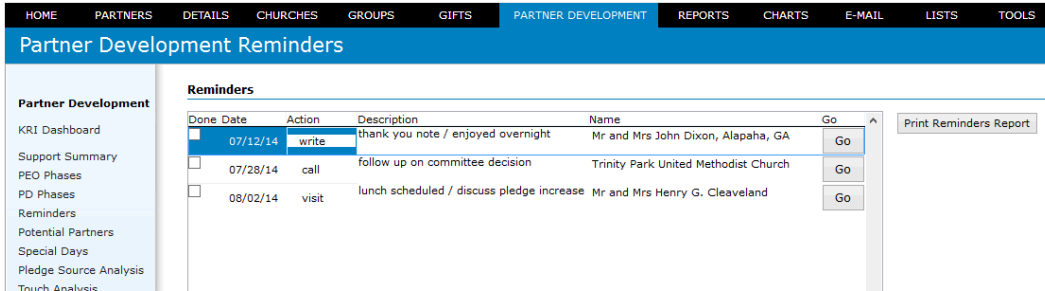 HOME PARTNERS DETAILS CHURCHES GROUPS GIFTS PARTNER DEVELOPMENT REPORTS CHARTS E-MAIL LISTS TOOLS
Partner Development Reminders
Partner Development
KRI Dashboard
Support Summary
PEO Phases
PD Phases
Reminders
Potential Partners
Special Days
Pledge Source Analysis
Touch Analysis
Reminders
Done Date Action Description Name Go
07/12/14 write thank you note / enjoyed overnight Mr and Mrs John Dixon, Alapaha, GA Go
07/28/14 call follow up on committee decision Trinity Park United Methodist Church Go
08/02/14 visit lunch scheduled / discuss pledge increase Mr and Mrs Henry G. Cleaveland Go
Print Reminders Report